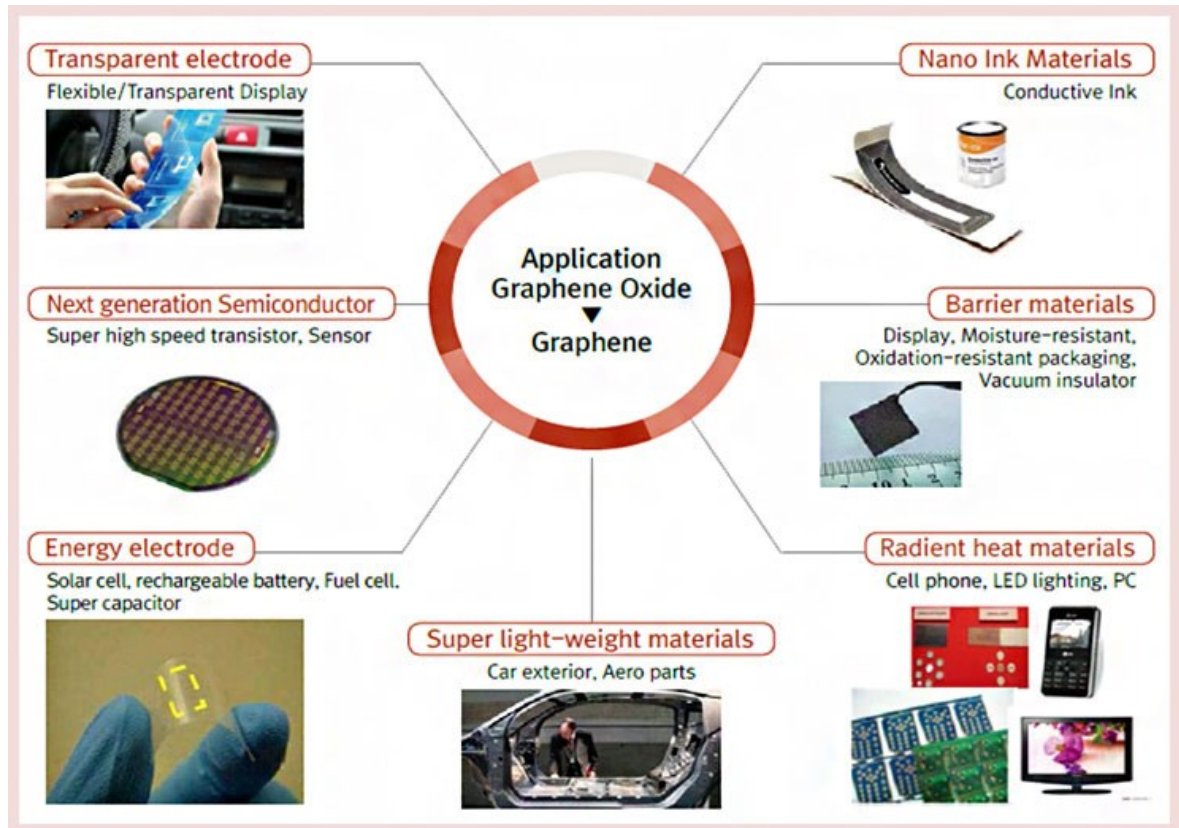 Transparent electrode
Flexible/Transparent Display
Nano Ink Materials
Conductive Ink
Application
Graphene Oxide
▼
Graphene
Next generation Semiconductor
Super high speed transistor, Sensor
Barrier materials
Display, Moisture-resistant,
Oxidation-resistant packaging,
Vacuum insulator
Energy electrode
Solar cell, rechargeable battery, Fuel cell.
Super capacitor
Radient heat materials
Cell phone, LED lighting, PC
Super light-weight materials
Car exterior, Aero parts